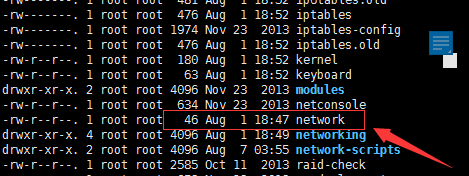 -rw-------. 1 root root 481 Aug 1 18:52 ip6tables.old
-rw-------. 1 root root 476 Aug 1 18:52 iptables
-rw-------. 1 root root 1974 Nov 23 2013 iptables-config
-rw-------. 1 root root 476 Aug 1 18:52 iptables.old
-rw-r--r--. 1 root root 180 Aug 1 18:52 kernel
-rw-r--r--. 1 root root 63 Aug 1 18:52 keyboard
drwxr-xr-x. 2 root root 4096 Nov 23 2013 modules
-rw-r--r--. 1 root root 634 Nov 23 2013 netconsole
-rw-r--r--. 1 root root 46 Aug 1 18:47 network
drwxr-xr-x. 4 root root 4096 Aug 1 18:49 networking
drwxr-xr-x. 2 root root 4096 Aug 7 03:55 network-scripts
-rw-r--r--. 1 root root 2585 Oct 11 2013 raid-check